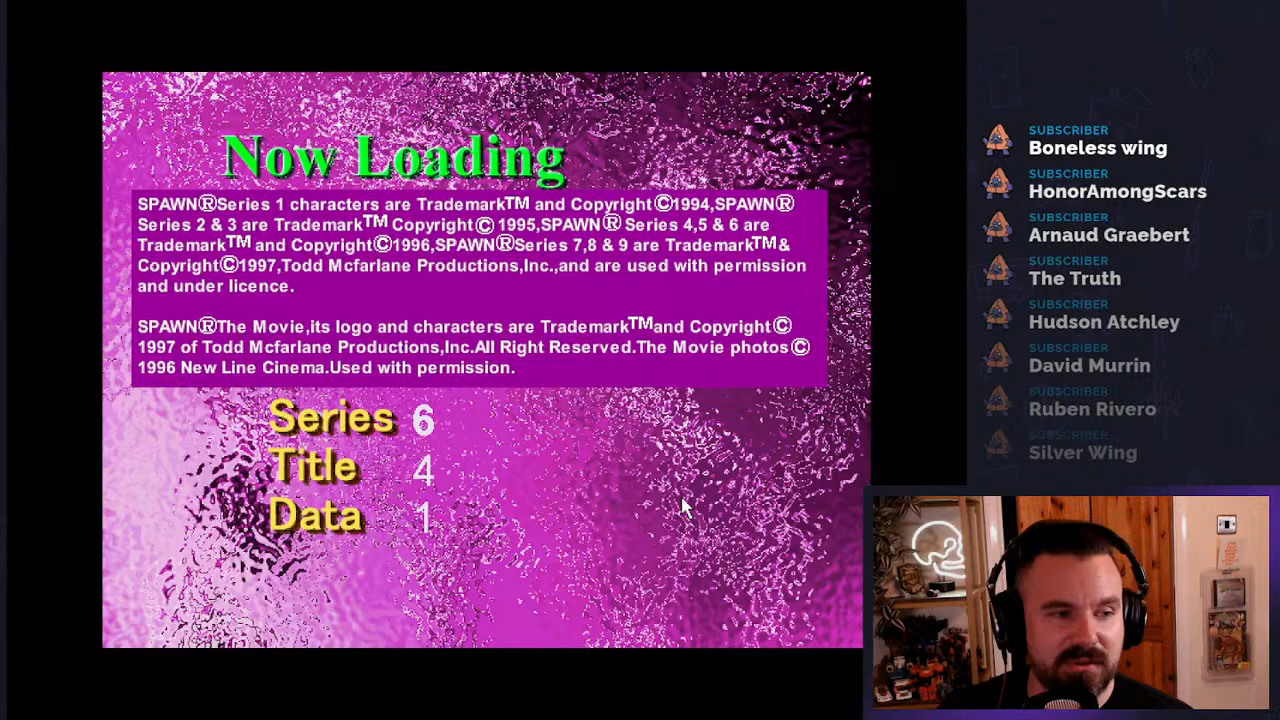 Now Loading
SPAWN®Series 1 characters are Trademark™ and Copyright©1994,SPAWN®
Series 2 & 3 are Trademark™ Copyright© 1995,SPAWN® Series 4,5 & 6 are
Trademark™ and Copyright©1996,SPAWN®Series 7,8 & 9 are Trademark™&
Copyright©1997,Todd Mcfarlane Productions,Inc.,and are used with permission
and under licence.
SPAWN®The Movie,its logo and characters are Trademark™and Copyright©
1997 of Todd Mcfarlane Productions,Inc.All Right Reserved.The Movie photos©
1996 New Line Cinema.Used with permission.
Series 6
Title 4
Data 1
SUBSCRIBER
Boneless wing
SUBSCRIBER
HonorAmongScars
SUBSCRIBER
Arnaud Graebert
SUBSCRIBER
The Truth
SUBSCRIBER
Hudson Atchley
SUBSCRIBER
David Murrin
SUBSCRIBER
Ruben Rivero
SUBSCRIBER
Silver Wing